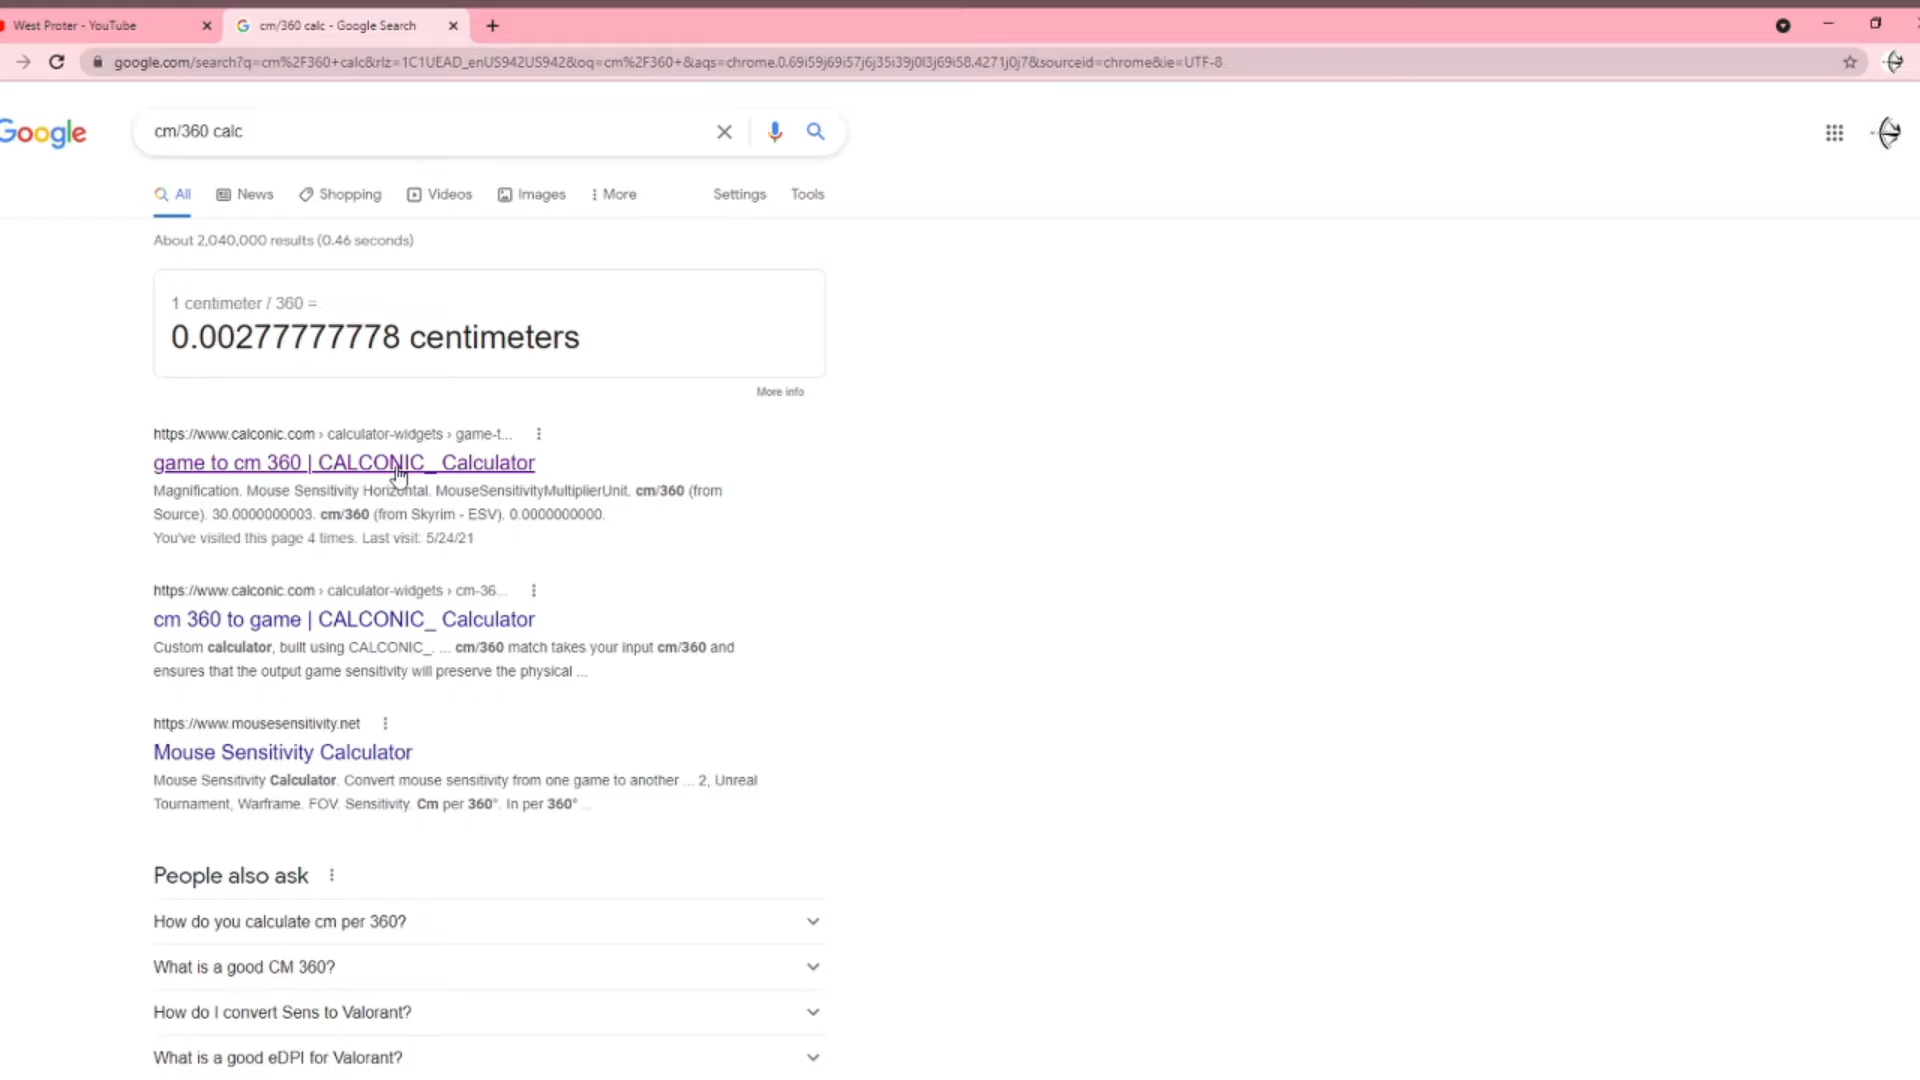 West Proter - YouTube
cm/360 calc - Google Search
google.com/search?q=cm%2F360+calc&rlz=1C1UEAD_enUS942US942&oq=cm%2F360+&aqs=chrome.0.69i59j69i57j6j35i39j0l3j69i58.4271j0j7&sourceid=chrome&ie=UTF-8
Google
cm/360 calc
All
News
Shopping
Videos
Images
More
Settings
Tools
About 2,040,000 results (0.46 seconds)
1 centimeter / 360 =
0.00277777778 centimeters
More info
https://www.calconic.com › calculator-widgets › game-t...
game to cm 360 | CALCONIC_ Calculator
Magnification. Mouse Sensitivity Horizontal. MouseSensitivityMultiplierUnit. cm/360 (from
Source). 30.0000000003. cm/360 (from Skyrim - ESV). 0.0000000000.
You've visited this page 4 times. Last visit: 5/24/21
https://www.calconic.com › calculator-widgets › cm-36...
cm 360 to game | CALCONIC_ Calculator
Custom calculator, built using CALCONIC_. ... cm/360 match takes your input cm/360 and
ensures that the output game sensitivity will preserve the physical ...
https://www.mousesensitivity.net
Mouse Sensitivity Calculator
Mouse Sensitivity Calculator. Convert mouse sensitivity from one game to another ... 2, Unreal
Tournament, Warframe. FOV. Sensitivity. Cm per 360°. In per 360° ...
People also ask
How do you calculate cm per 360?
What is a good CM 360?
How do I convert Sens to Valorant?
What is a good eDPI for Valorant?